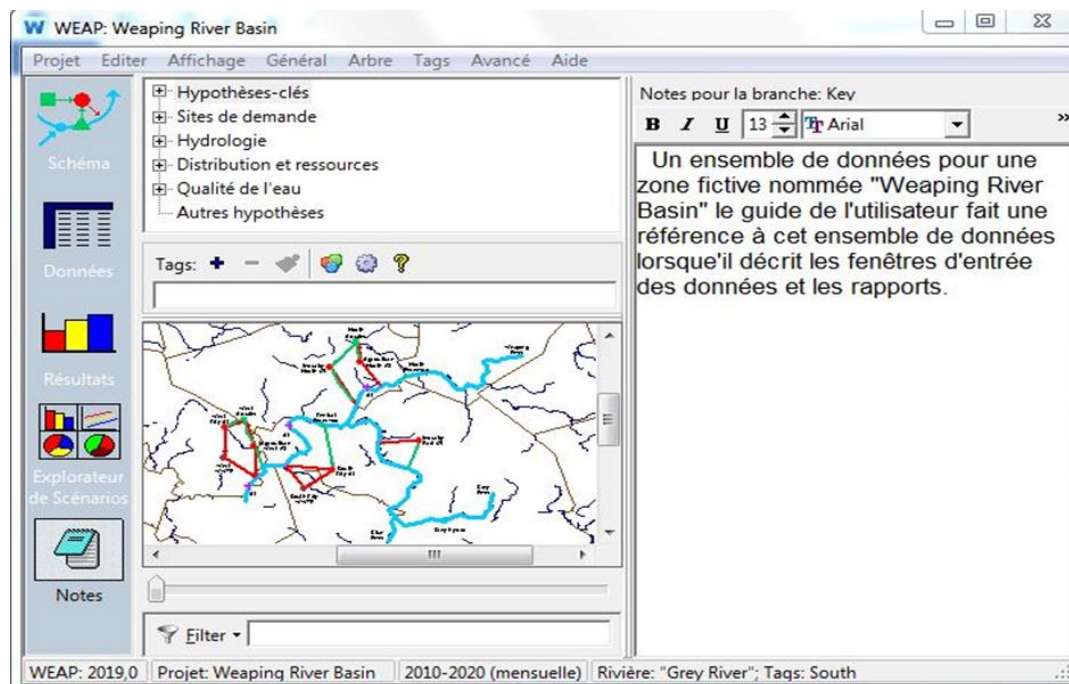 WEAP: Weaping River Basin
Projet Editer Affichage Général Arbre Tags Avancé Aide
Schéma
Données
Résultats
Explorateur
de Scénarios
Notes
Hypothèses-clés
Sites de demande
Hydrologie
Distribution et ressources
Qualité de l'eau
Autres hypothèses
Tags:
Filter
Notes pour la branche: Key
B I U 13 Arial
Un ensemble de données pour une
zone fictive nommée "Weaping River
Basin" le guide de l'utilisateur fait une
référence à cet ensemble de données
lorsque'il décrit les fenêtres d'entrée
des données et les rapports.
WEAP: 2019,0 Projet: Weaping River Basin 2010-2020 (mensuelle) Rivière: "Grey River"; Tags: South